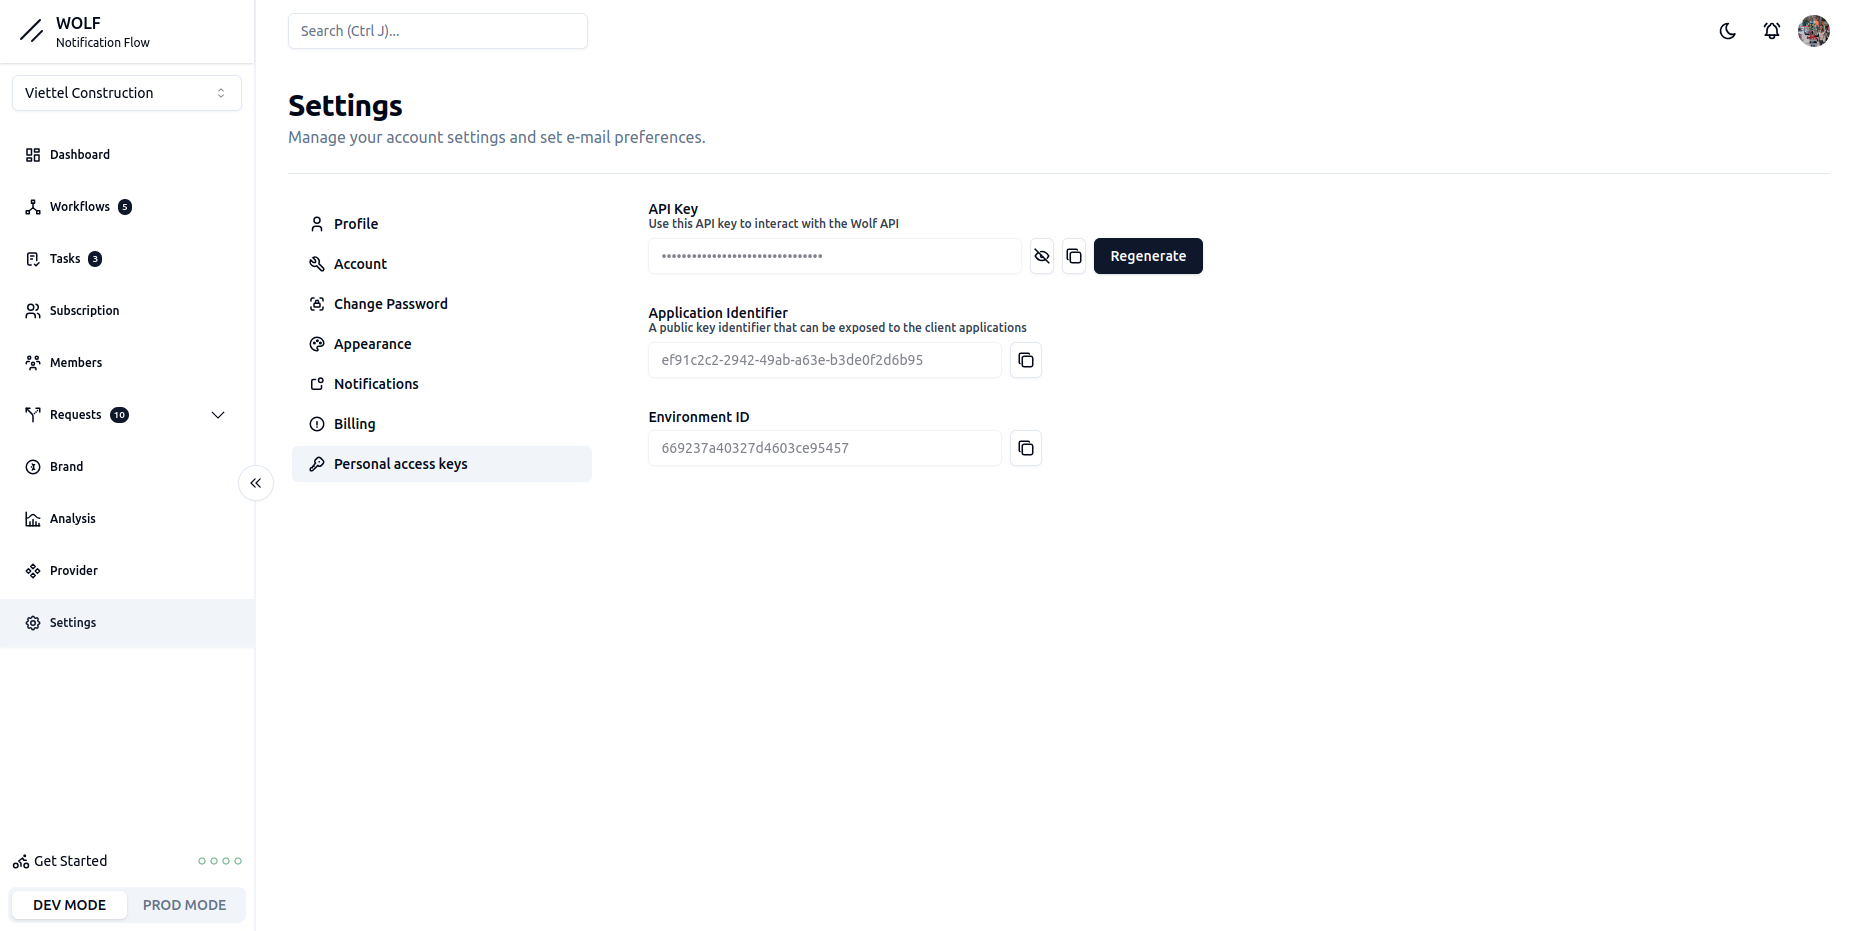 WOLF
Notification Flow
Viettel Construction
Dashboard
Workflows 5
Tasks 3
Subscription
Members
Requests 10
Brand
Analysis
Provider
Settings
Get Started
DEV MODE PROD MODE
Search (Ctrl J)...
Settings
Manage your account settings and set e-mail preferences.
Profile
Account
Change Password
Appearance
Notifications
Billing
Personal access keys
API Key
Use this API key to interact with the Wolf API
••••••••••••••••••••••••••••••••
Regenerate
Application Identifier
A public key identifier that can be exposed to the client applications
ef91c2c2-2942-49ab-a63e-b3de0f2d6b95
Environment ID
669237a40327d4603ce95457